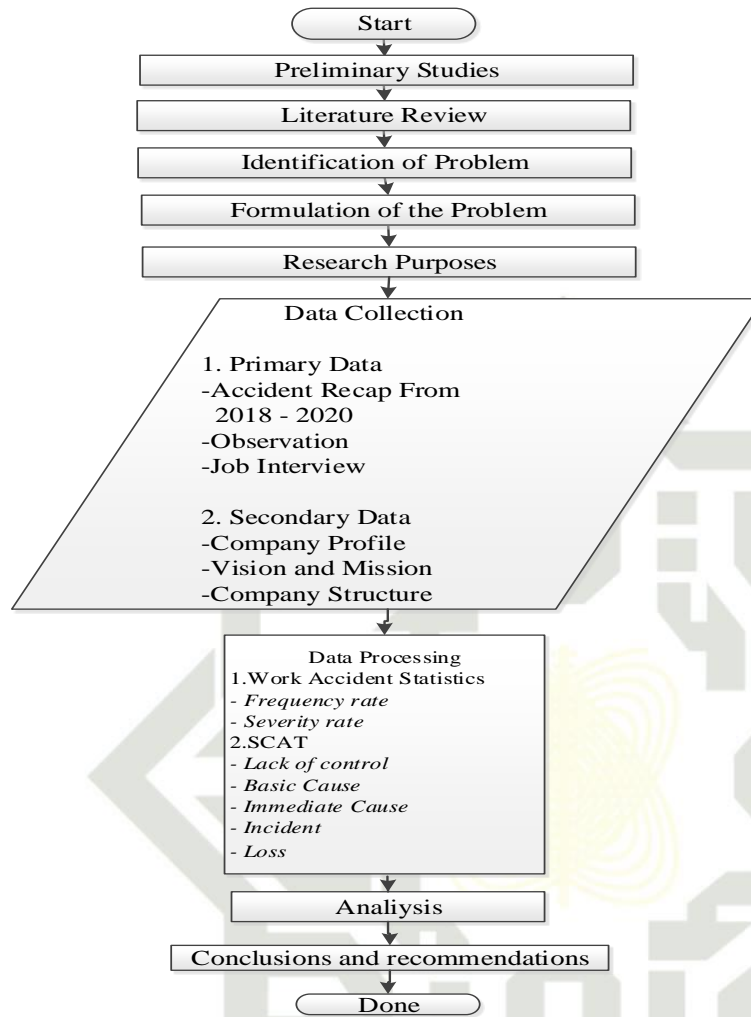 Start
Preliminary Studies
Literature Review
Identification of Problem
Formulation of the Problem
Research Purposes
Data Collection
1. Primary Data
-Accident Recap From
2018 - 2020
-Observation
-Job Interview
2. Secondary Data
-Company Profile
-Vision and Mission
-Company Structure
Data Processing
1.Work Accident Statistics
- Frequency rate
- Severity rate
2.SCAT
- Lack of control
- Basic Cause
- Immediate Cause
- Incident
- Loss
Analiysis
Conclusions and recommendations
Done